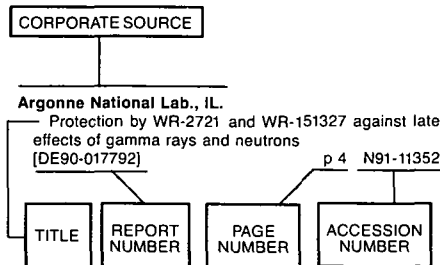 CORPORATE SOURCE
Argonne National Lab., IL.
Protection by WR-2721 and WR-151327 against late
effects of gamma rays and neutrons
[DE90-017792] p 4 N91-11352
TITLE REPORT NUMBER PAGE NUMBER ACCESSION NUMBER